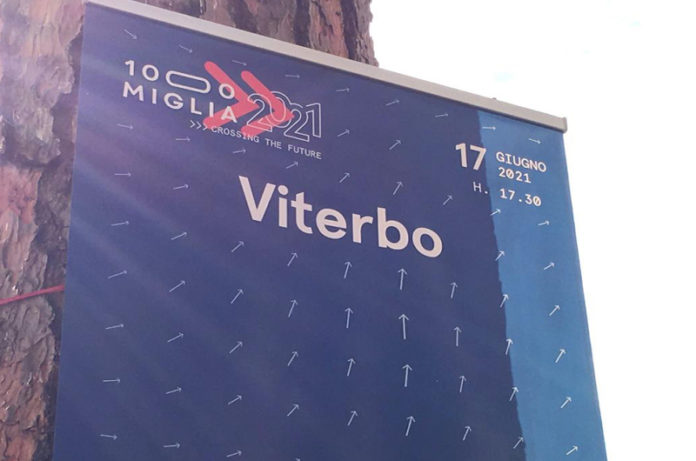 1000
MIGLIA 2021
>>> CROSSING THE FUTURE
17 GIUGNO
2021
H. 17.30
Viterbo